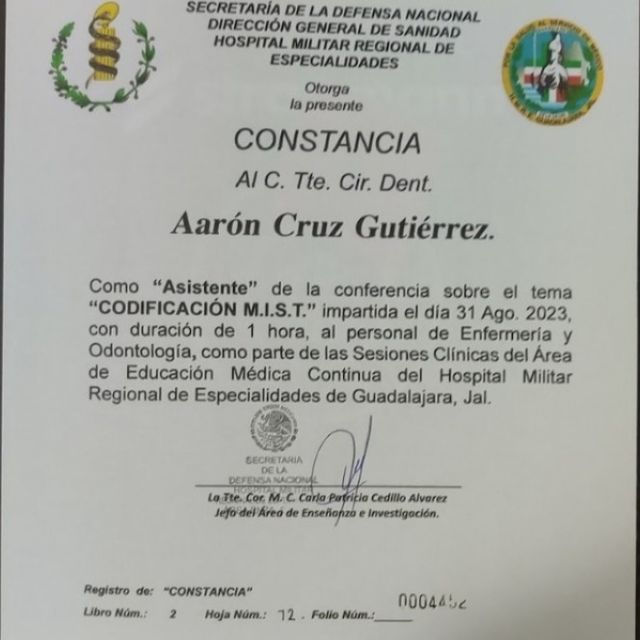 SECRETARÍA DE LA DEFENSA NACIONAL
DIRECCIÓN GENERAL DE SANIDAD
HOSPITAL MILITAR REGIONAL DE
ESPECIALIDADES
Otorga
la presente
CONSTANCIA
Al C. Tte. Cir. Dent.
Aarón Cruz Gutiérrez.
Como “Asistente” de la conferencia sobre el tema
“CODIFICACIÓN M.I.S.T.” impartida el día 31 Ago. 2023,
con duración de 1 hora, al personal de Enfermería y
Odontología, como parte de las Sesiones Clínicas del Área
de Educación Médica Continua del Hospital Militar
Regional de Especialidades de Guadalajara, Jal.
SECRETARIA
DE LA
DEFENSA NACIONAL
HOSPITAL MILITAR
La Tte. Cor. M. C. Carla Patricia Cedillo Alvarez
Jefa del Área de Enseñanza e Investigación.
Registro de: “CONSTANCIA”
Libro Núm.: 2 Hoja Núm.: 12. Folio Núm.: